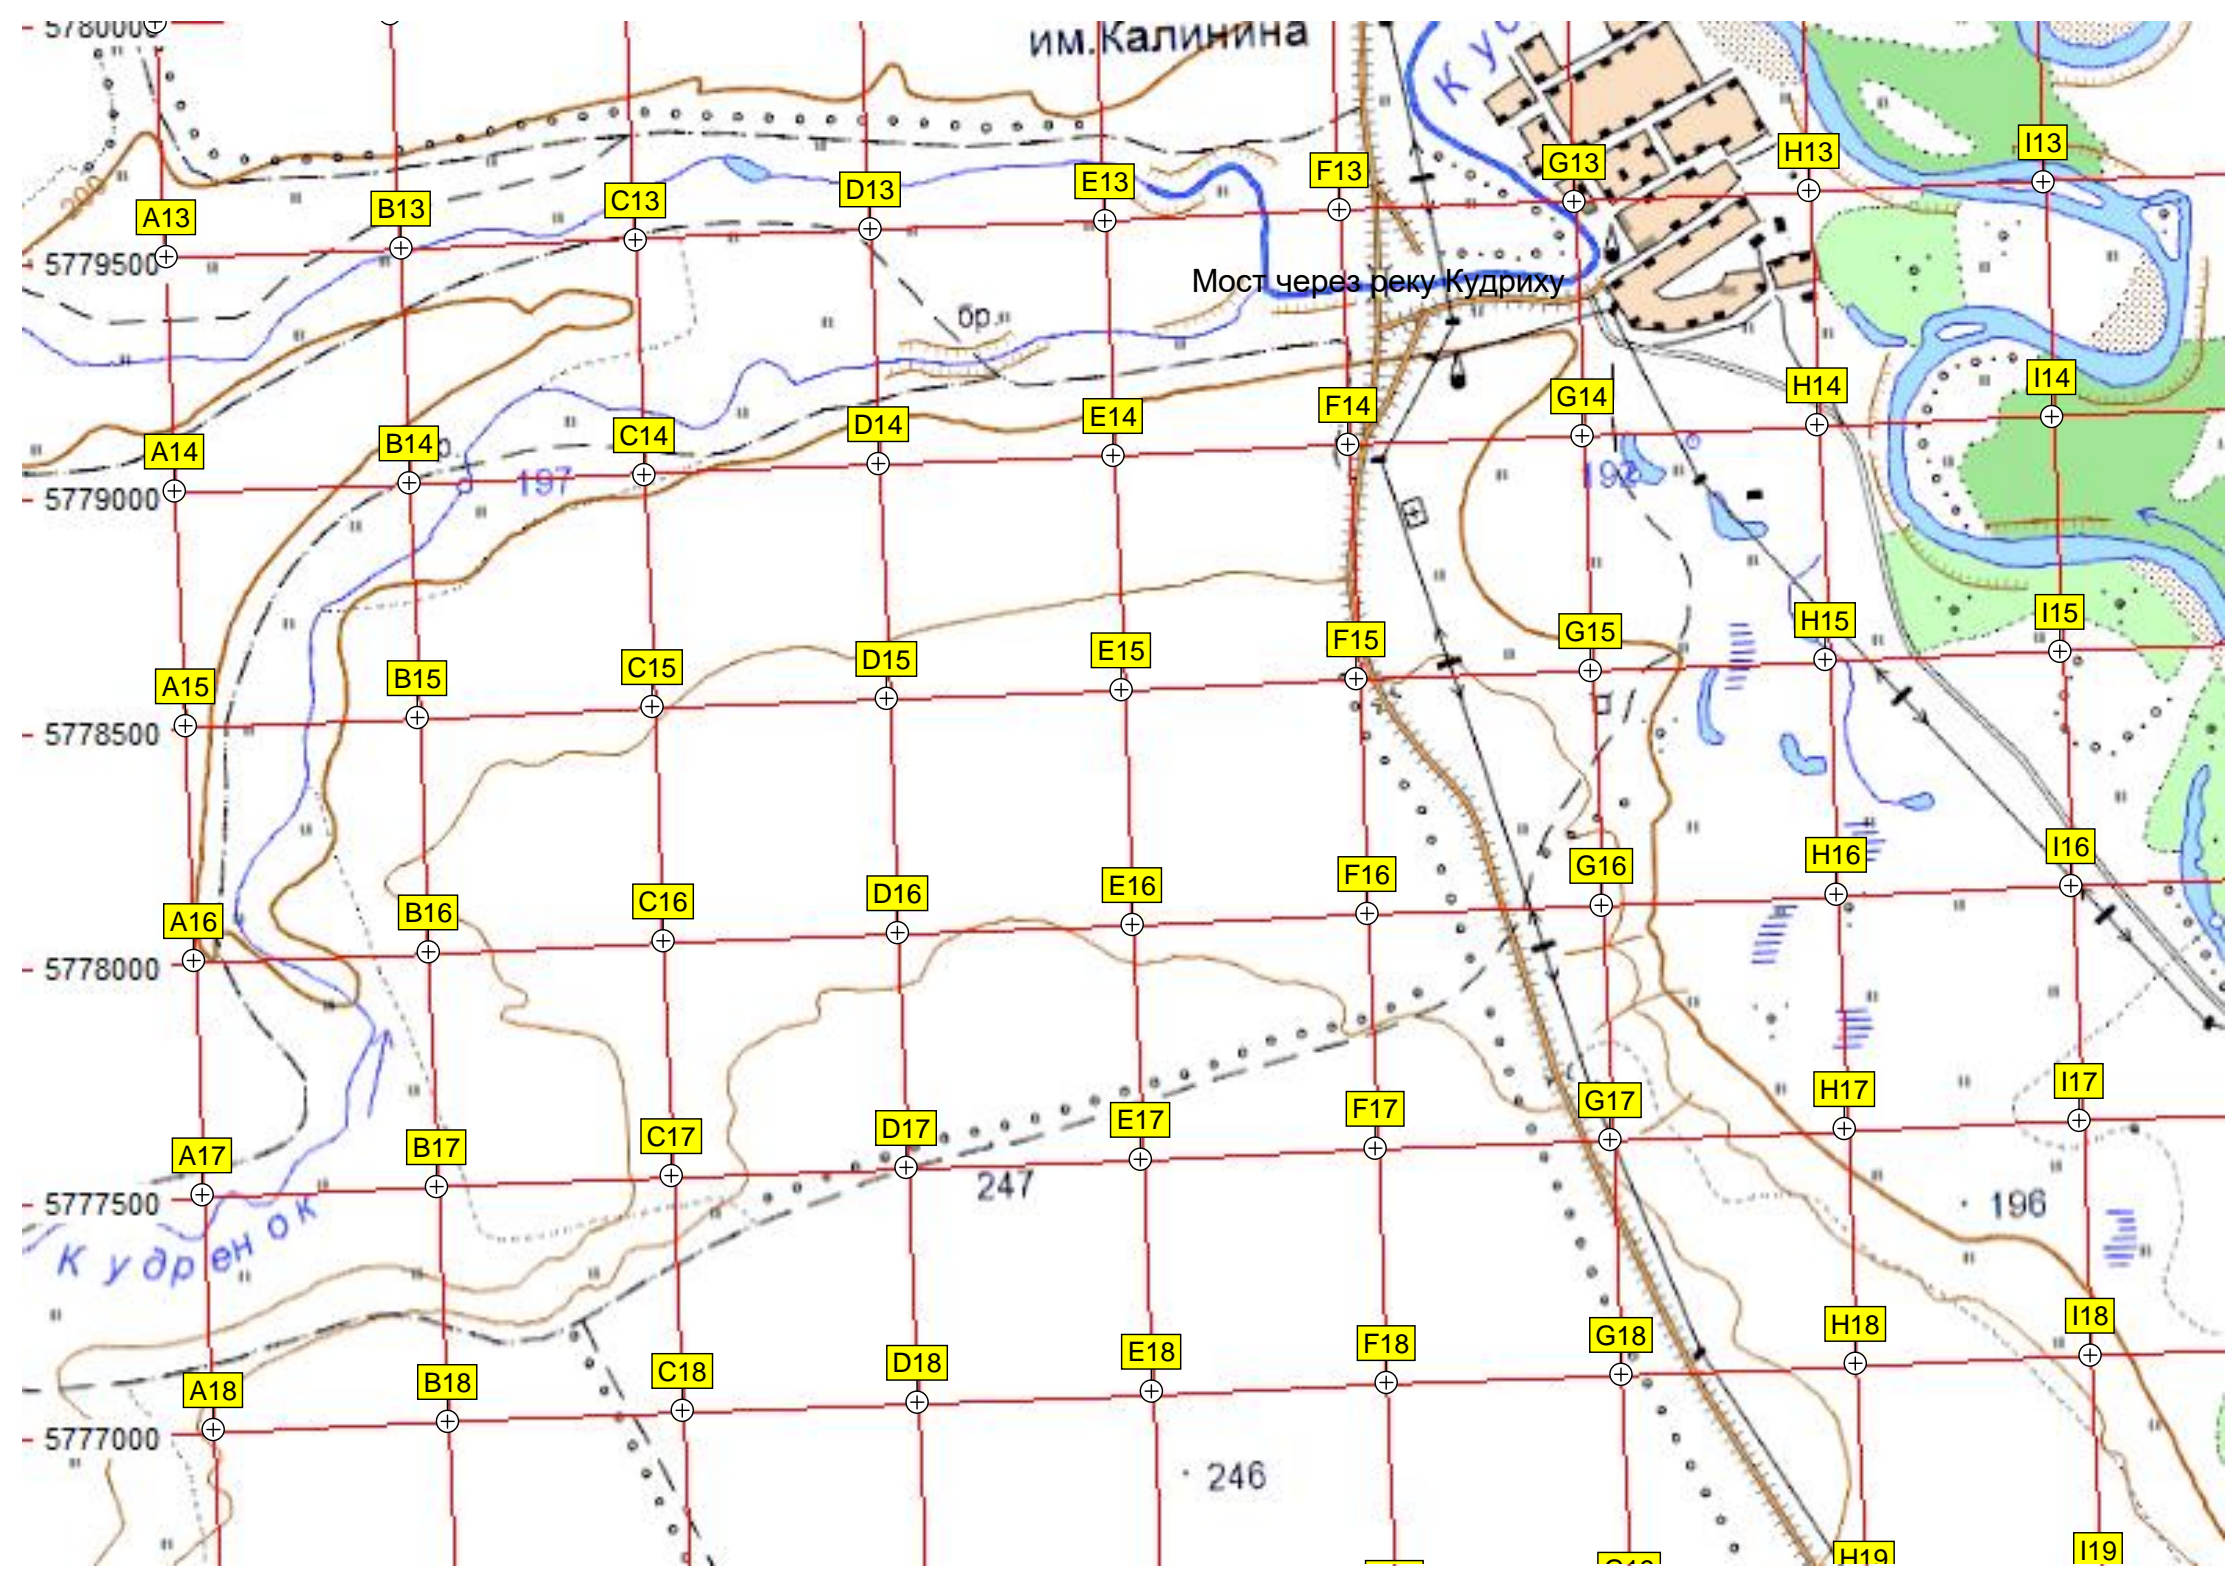 5780000
им.Калинина
Кус
A13 B13 C13 D13 E13 F13 G13 H13 I13
200
5779500
Мост через реку Кудриху
бр.
A14 B14 C14 D14 E14 F14 G14 H14 I14
197
192
5779000
A15 B15 C15 D15 E15 F15 G15 H15 I15
5778500
A16 B16 C16 D16 E16 F16 G16 H16 I16
5778000
A17 B17 C17 D17 E17 F17 G17 H17 I17
247
196
5777500
Кудренок
A18 B18 C18 D18 E18 F18 G18 H18 I18
5777000
246
H19 I19